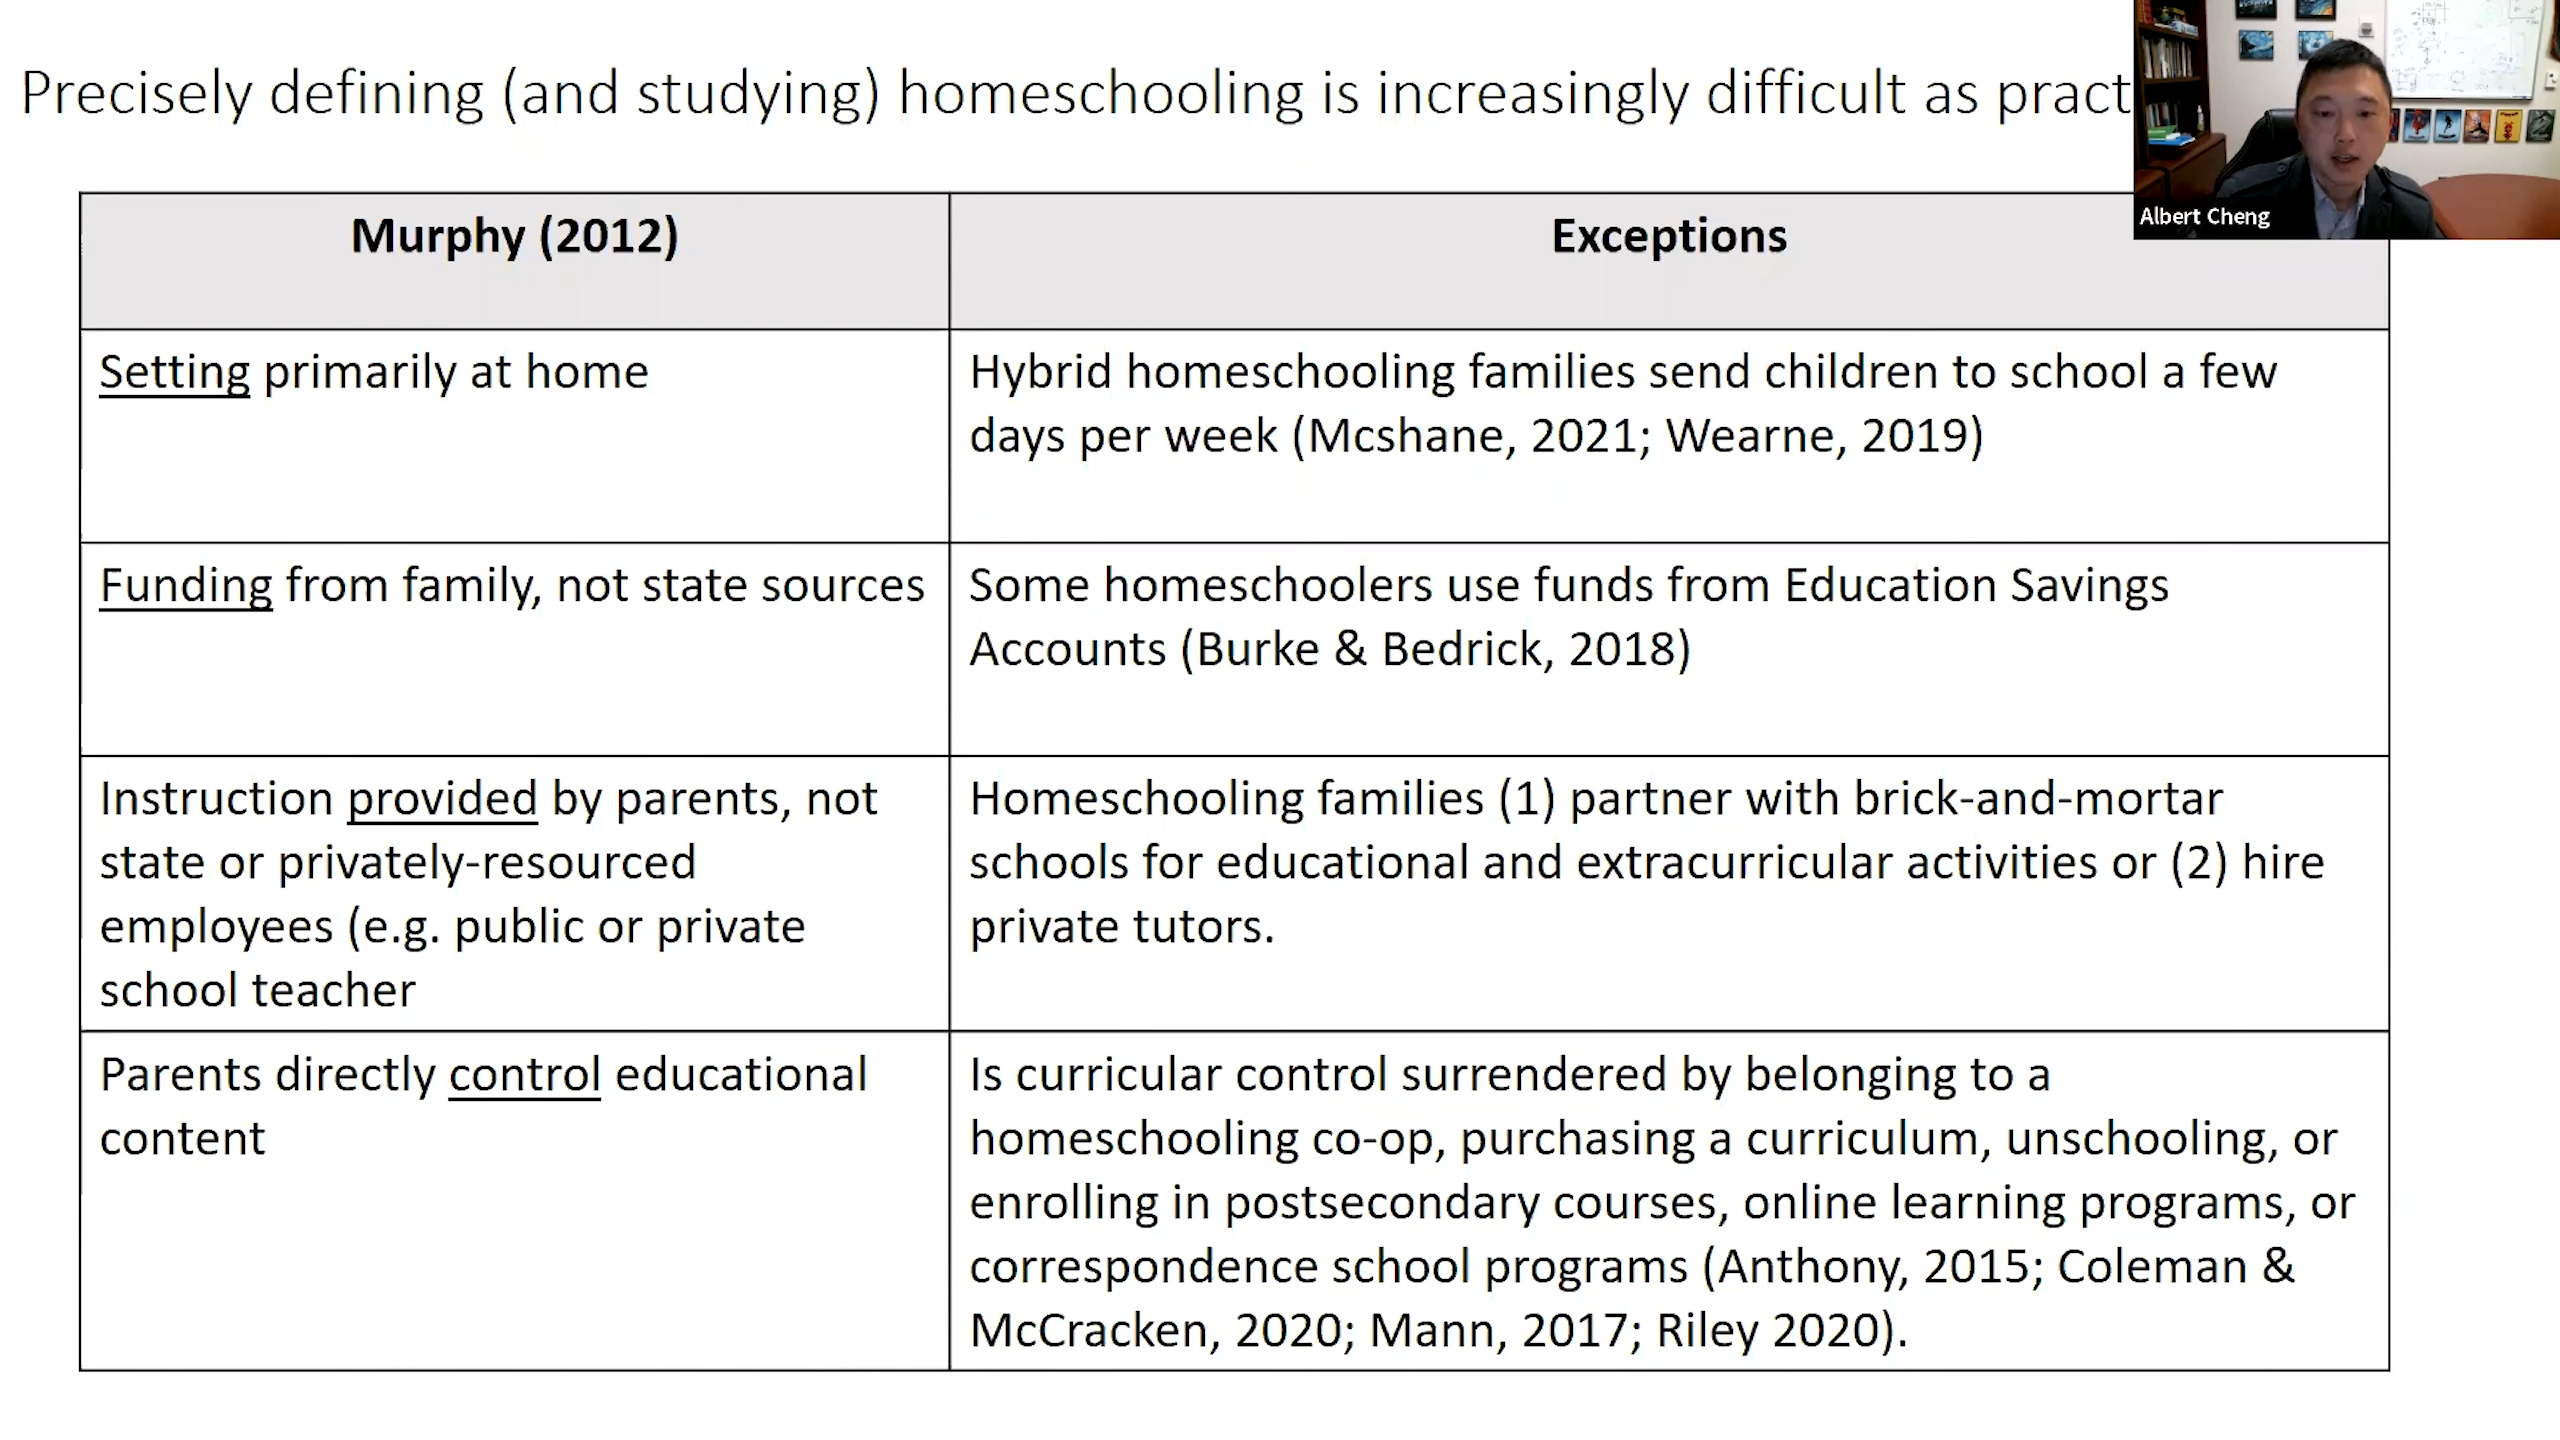 Precisely defining (and studying) homeschooling is increasingly difficult as pract
Albert Cheng
Murphy (2012)
Exceptions
Setting primarily at home
Hybrid homeschooling families send children to school a few
days per week (Mcshane, 2021; Wearne, 2019)
Funding from family, not state sources
Some homeschoolers use funds from Education Savings
Accounts (Burke & Bedrick, 2018)
Instruction provided by parents, not
state or privately-resourced
employees (e.g. public or private
school teacher
Homeschooling families (1) partner with brick-and-mortar
schools for educational and extracurricular activities or (2) hire
private tutors.
Parents directly control educational
content
Is curricular control surrendered by belonging to a
homeschooling co-op, purchasing a curriculum, unschooling, or
enrolling in postsecondary courses, online learning programs, or
correspondence school programs (Anthony, 2015; Coleman &
McCracken, 2020; Mann, 2017; Riley 2020).